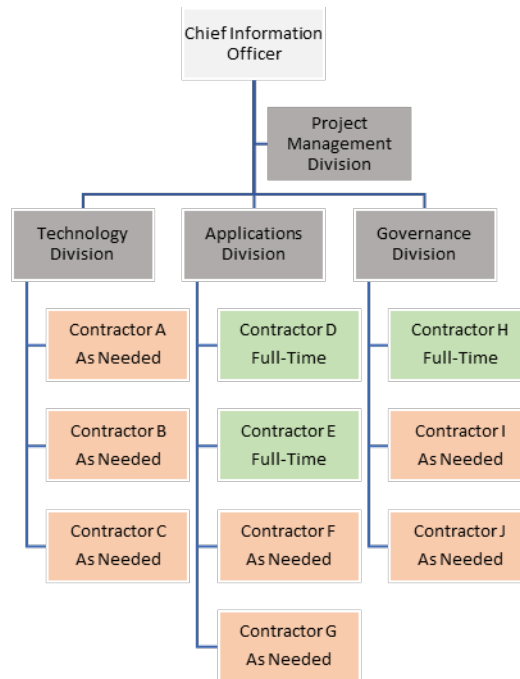 Chief Information
Officer
Project
Management
Division
Technology
Division
Applications
Division
Governance
Division
Contractor A
As Needed
Contractor D
Full-Time
Contractor H
Full-Time
Contractor B
As Needed
Contractor E
Full-Time
Contractor I
As Needed
Contractor C
As Needed
Contractor F
As Needed
Contractor J
As Needed
Contractor G
As Needed